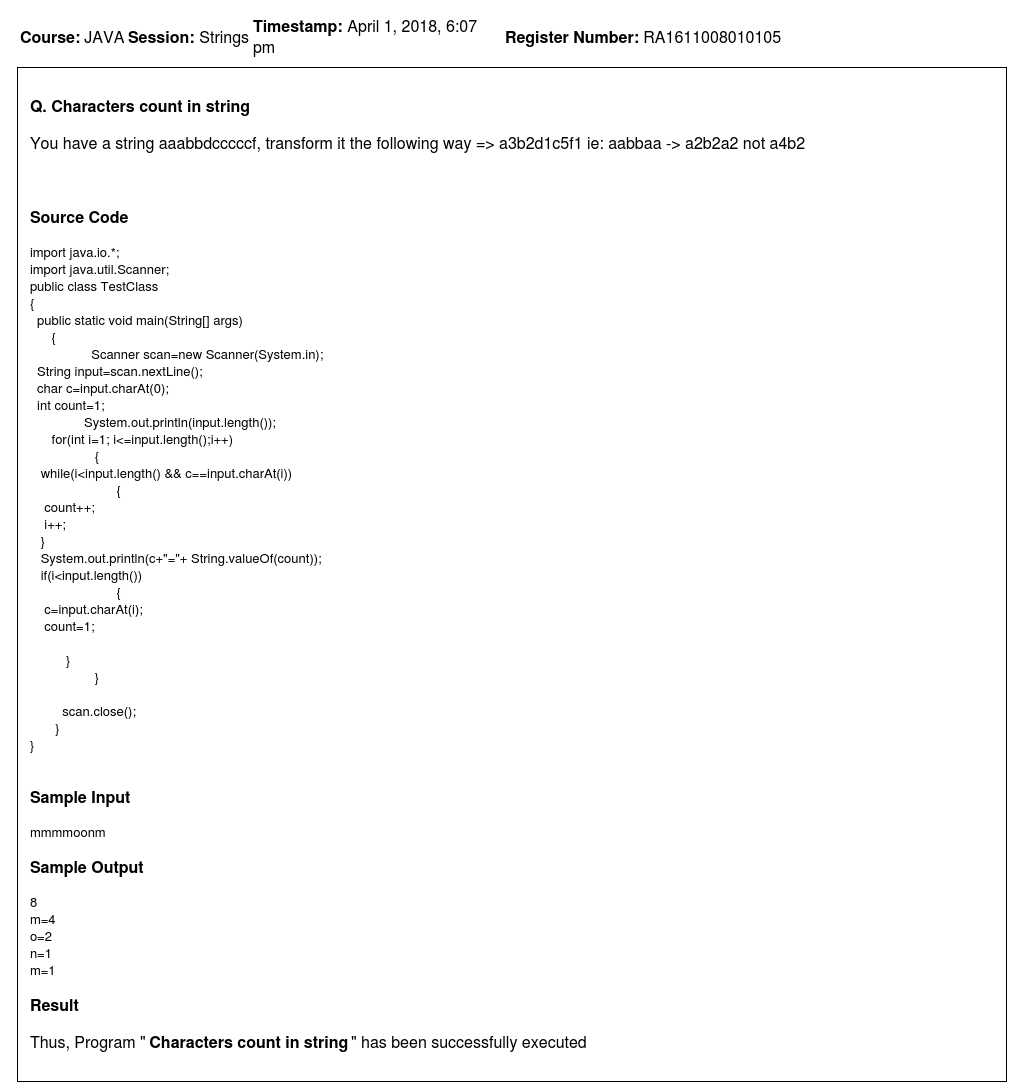 Course: JAVA Session: Strings Timestamp: April 1, 2018, 6:07 pm Register Number: RA1611008010105
Q. Characters count in string
You have a string aaabbdcccccf, transform it the following way => a3b2d1c5f1 ie: aabbaa -> a2b2a2 not a4b2
Source Code
import java.io.*;
import java.util.Scanner;
public class TestClass
{
public static void main(String[] args)
{
Scanner scan=new Scanner(System.in);
String input=scan.nextLine();
char c=input.charAt(0);
int count=1;
System.out.println(input.length());
for(int i=1; i<=input.length();i++)
{
while(i<input.length() && c==input.charAt(i))
{
count++;
i++;
}
System.out.println(c+"="+ String.valueOf(count));
if(i<input.length())
{
c=input.charAt(i);
count=1;
}
}
scan.close();
}
}
Sample Input
mmmmoonm
Sample Output
8
m=4
o=2
n=1
m=1
Result
Thus, Program " Characters count in string " has been successfully executed